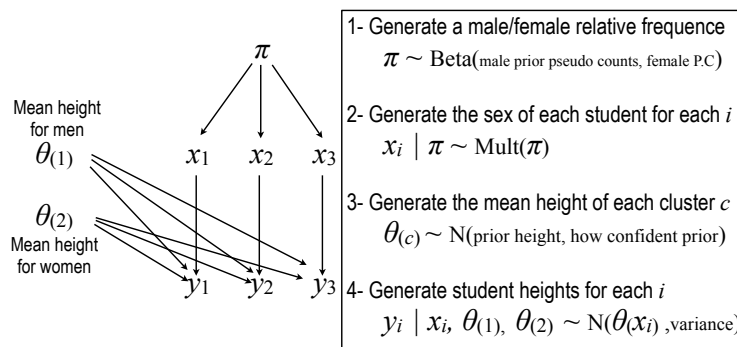 π
Mean height
for men
θ(1)
x1 x2 x3
θ(2)
Mean height
for women
y1 y2 y3
1- Generate a male/female relative frequence
π ~ Beta(male prior pseudo counts, female P.C)
2- Generate the sex of each student for each i
xi | π ~ Mult(π)
3- Generate the mean height of each cluster c
θ(c) ~ N(prior height, how confident prior)
4- Generate student heights for each i
yi | xi, θ(1), θ(2) ~ N(θ(xi) ,variance)